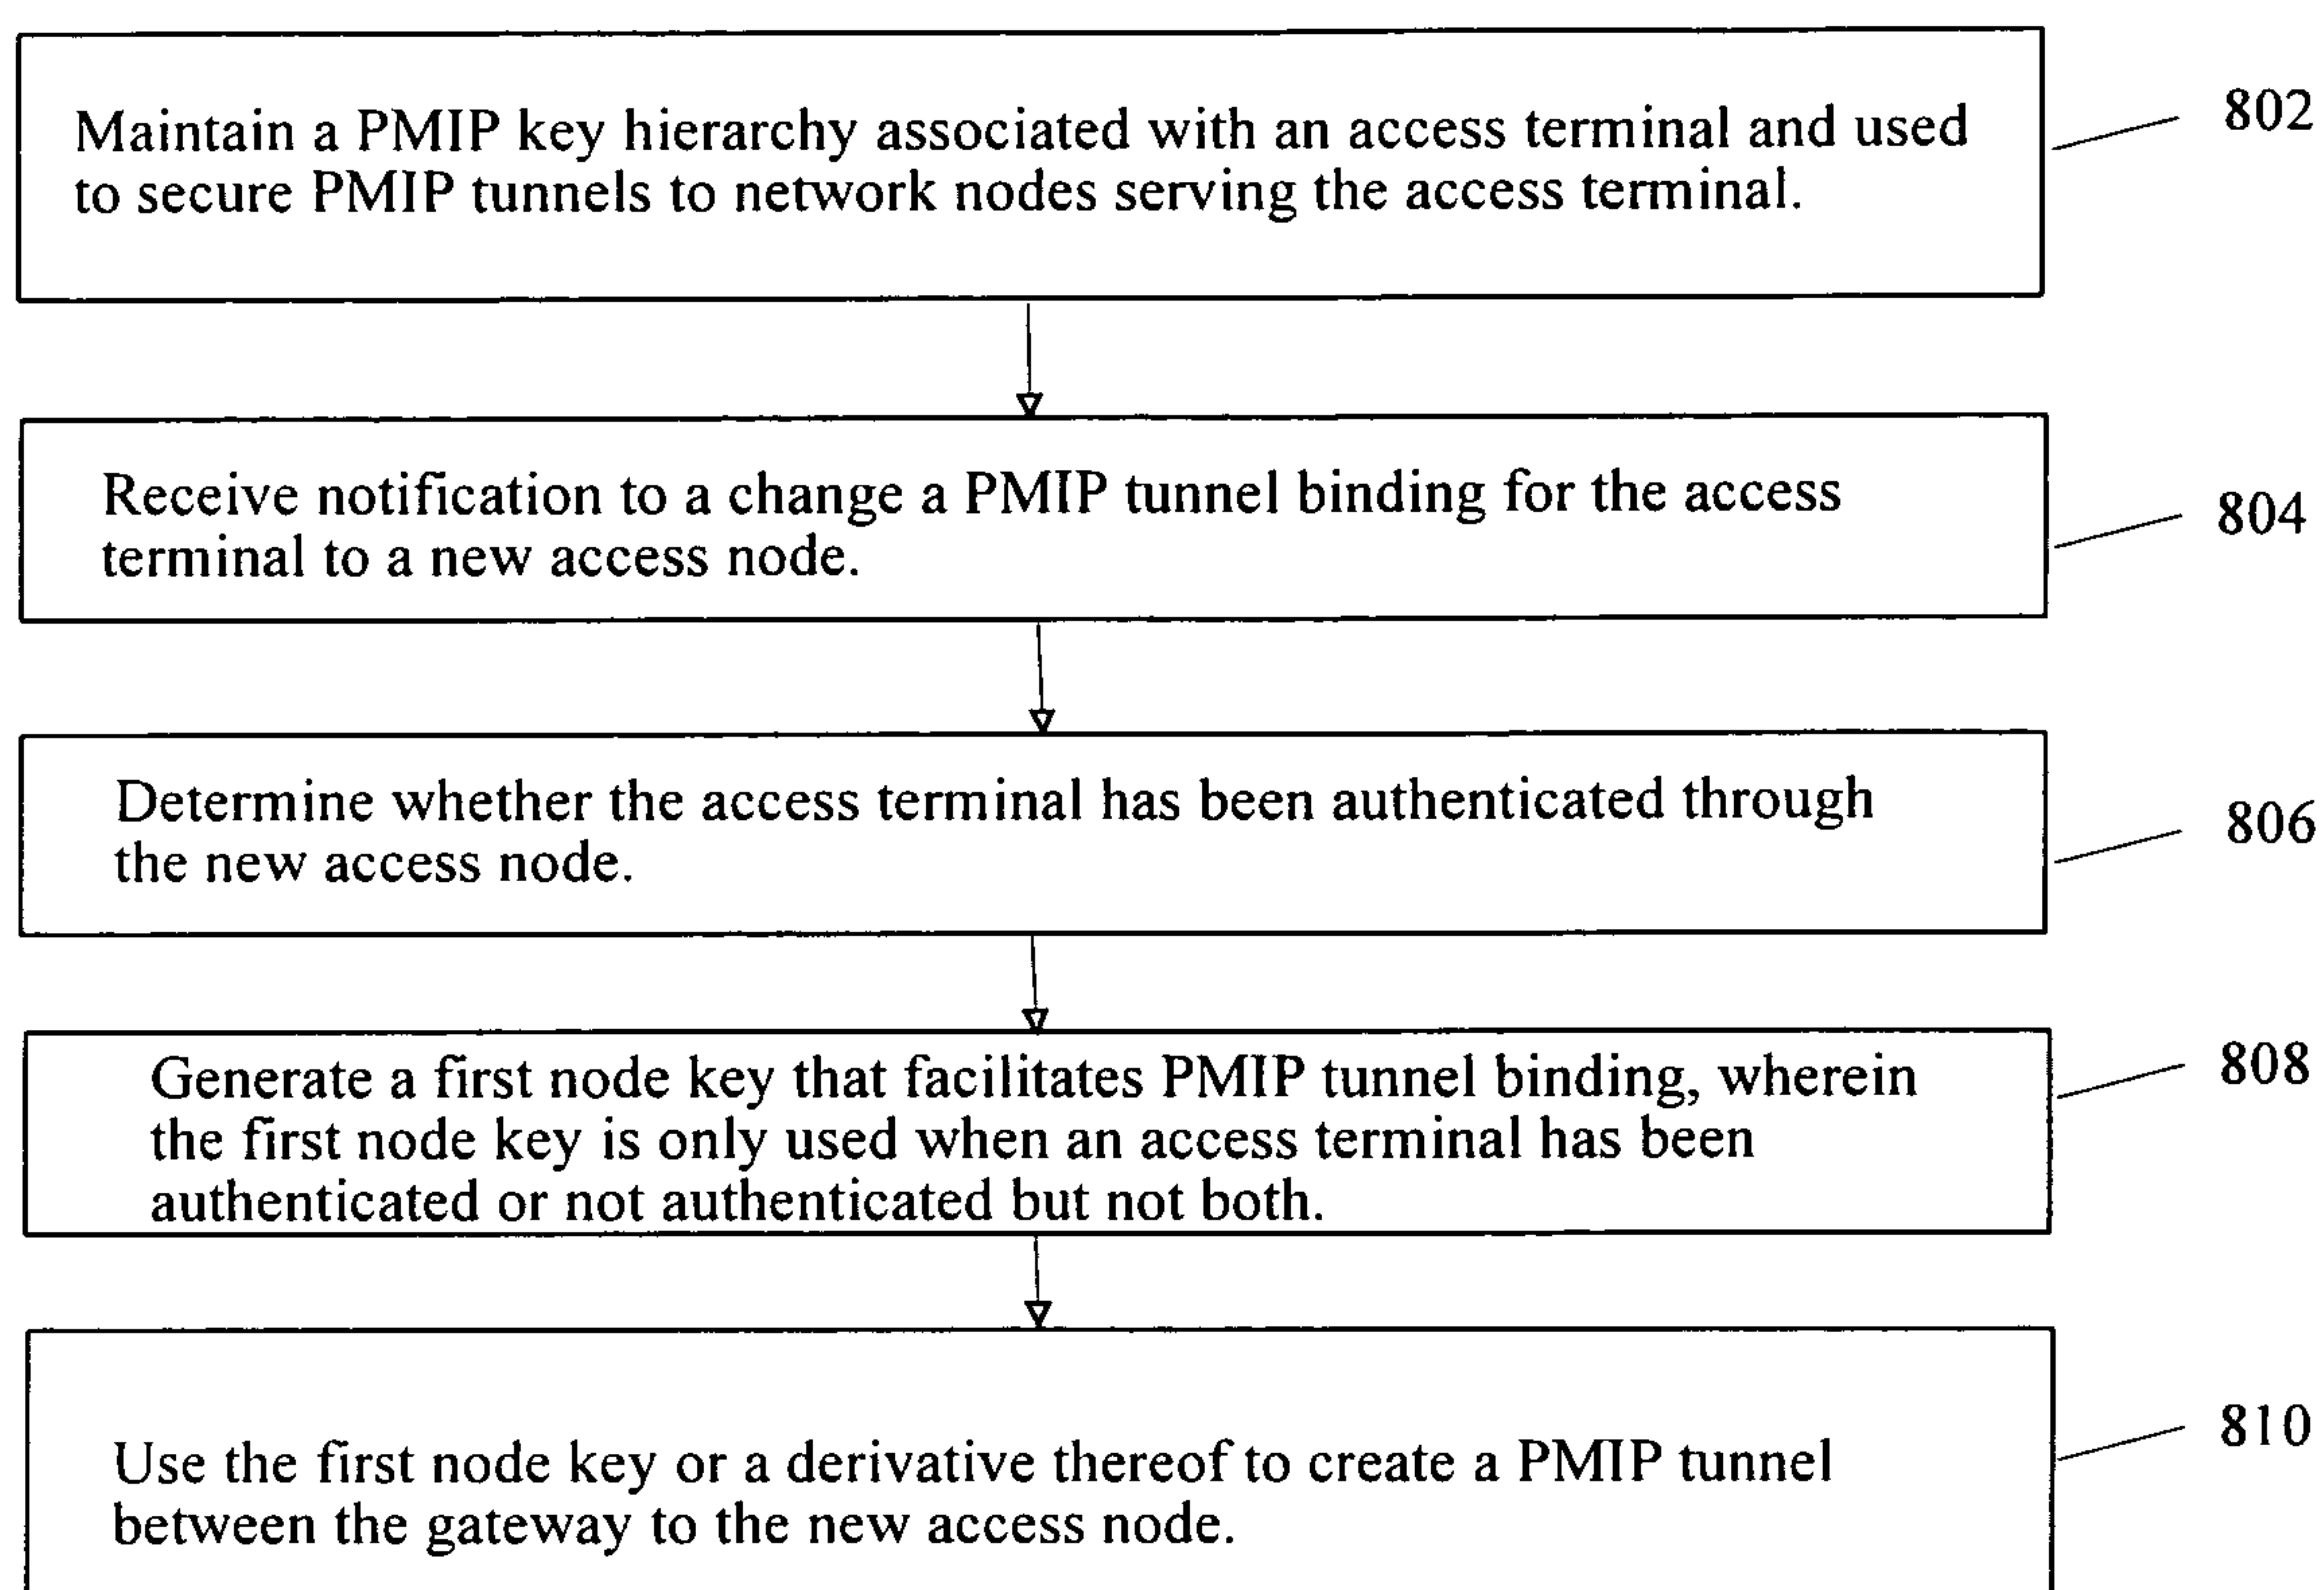 Maintain a PMIP key hierarchy associated with an access terminal and used
to secure PMIP tunnels to network nodes serving the access terminal.
802
Receive notification to a change a PMIP tunnel binding for the access
terminal to a new access node.
804
Determine whether the access terminal has been authenticated through
the new access node.
806
Generate a first node key that facilitates PMIP tunnel binding, wherein
the first node key is only used when an access terminal has been
authenticated or not authenticated but not both.
808
Use the first node key or a derivative thereof to create a PMIP tunnel
between the gateway to the new access node.
810